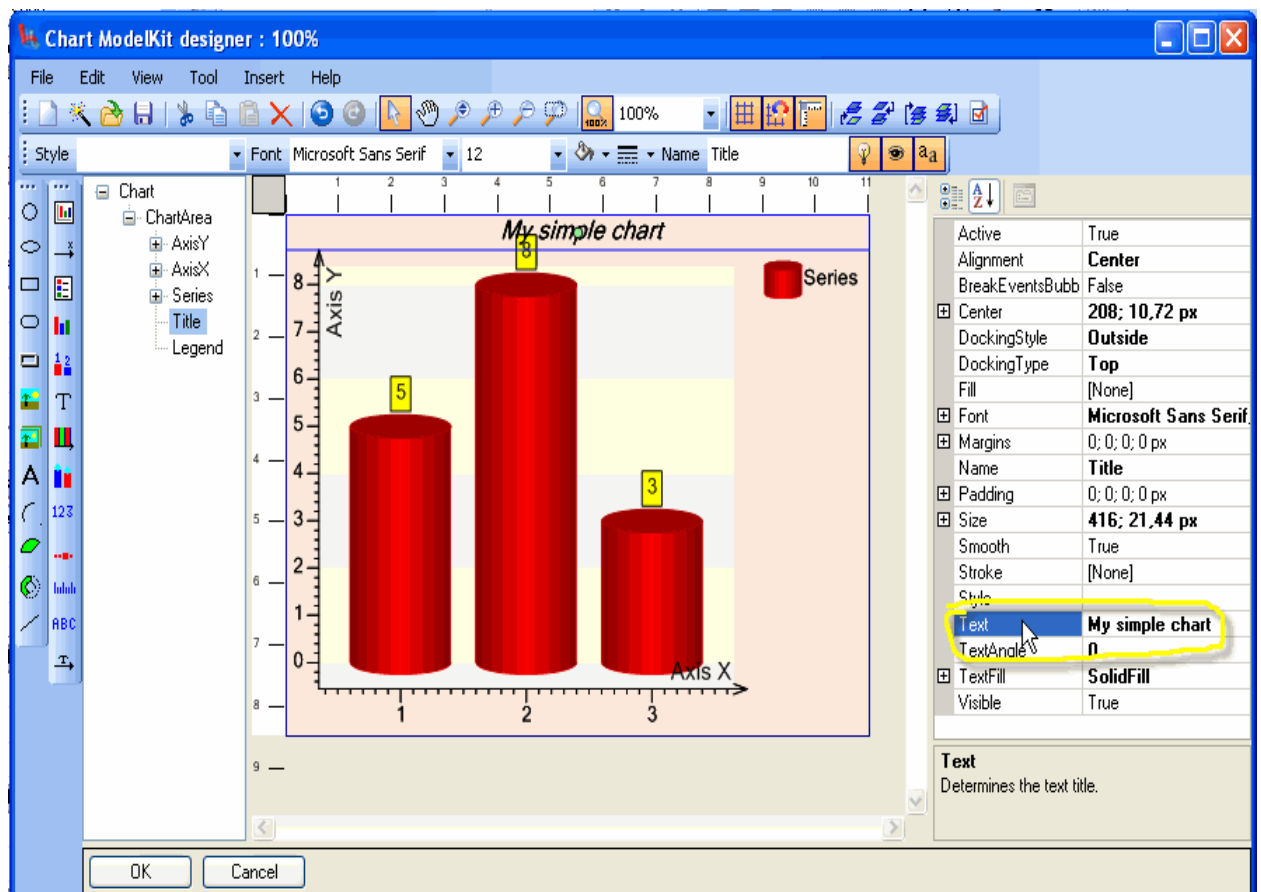 Chart ModelKit designer : 100%
File Edit View Tool Insert Help
100% 100%
Style Font Microsoft Sans Serif 12 Name Title aa
Chart
ChartArea
AxisY
AxisX
Series
Title
Legend
1 2
T
A
123
ABC
T
1 2 3 4 5 6 7 8 9 10 11
1
2
3
4
5
6
7
8
9
My simple chart
Axis Y
8
7
6
5
4
3
2
1
0
5
8
3
Axis X
1 2 3
Series
A Z
Active True
Alignment Center
BreakEventsBubb False
Center 208; 10,72 px
DockingStyle Outside
DockingType Top
Fill [None]
Font Microsoft Sans Serif,
Margins 0; 0; 0; 0 px
Name Title
Padding 0; 0; 0; 0 px
Size 416; 21,44 px
Smooth True
Stroke [None]
Style
Text My simple chart
TextAngle 0
TextFill SolidFill
Visible True
Text
Determines the text title.
OK Cancel